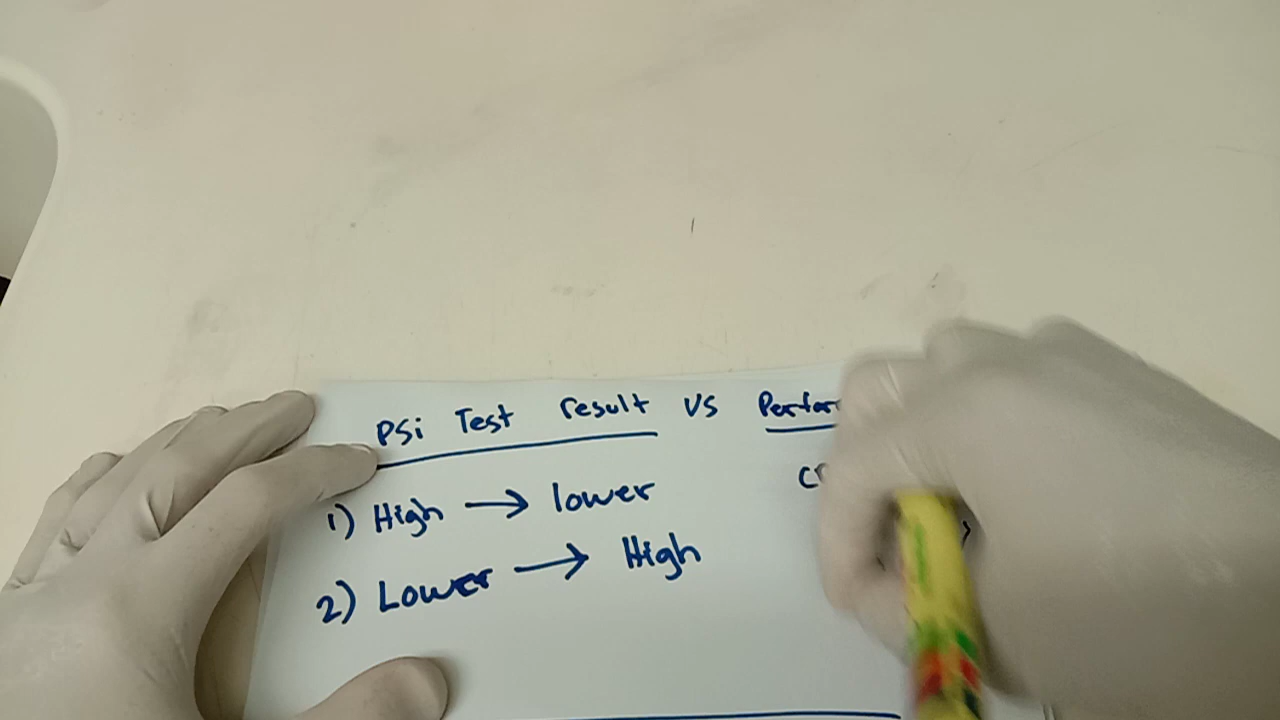 PSi Test result VS
1) High → lower
2) Lower → High